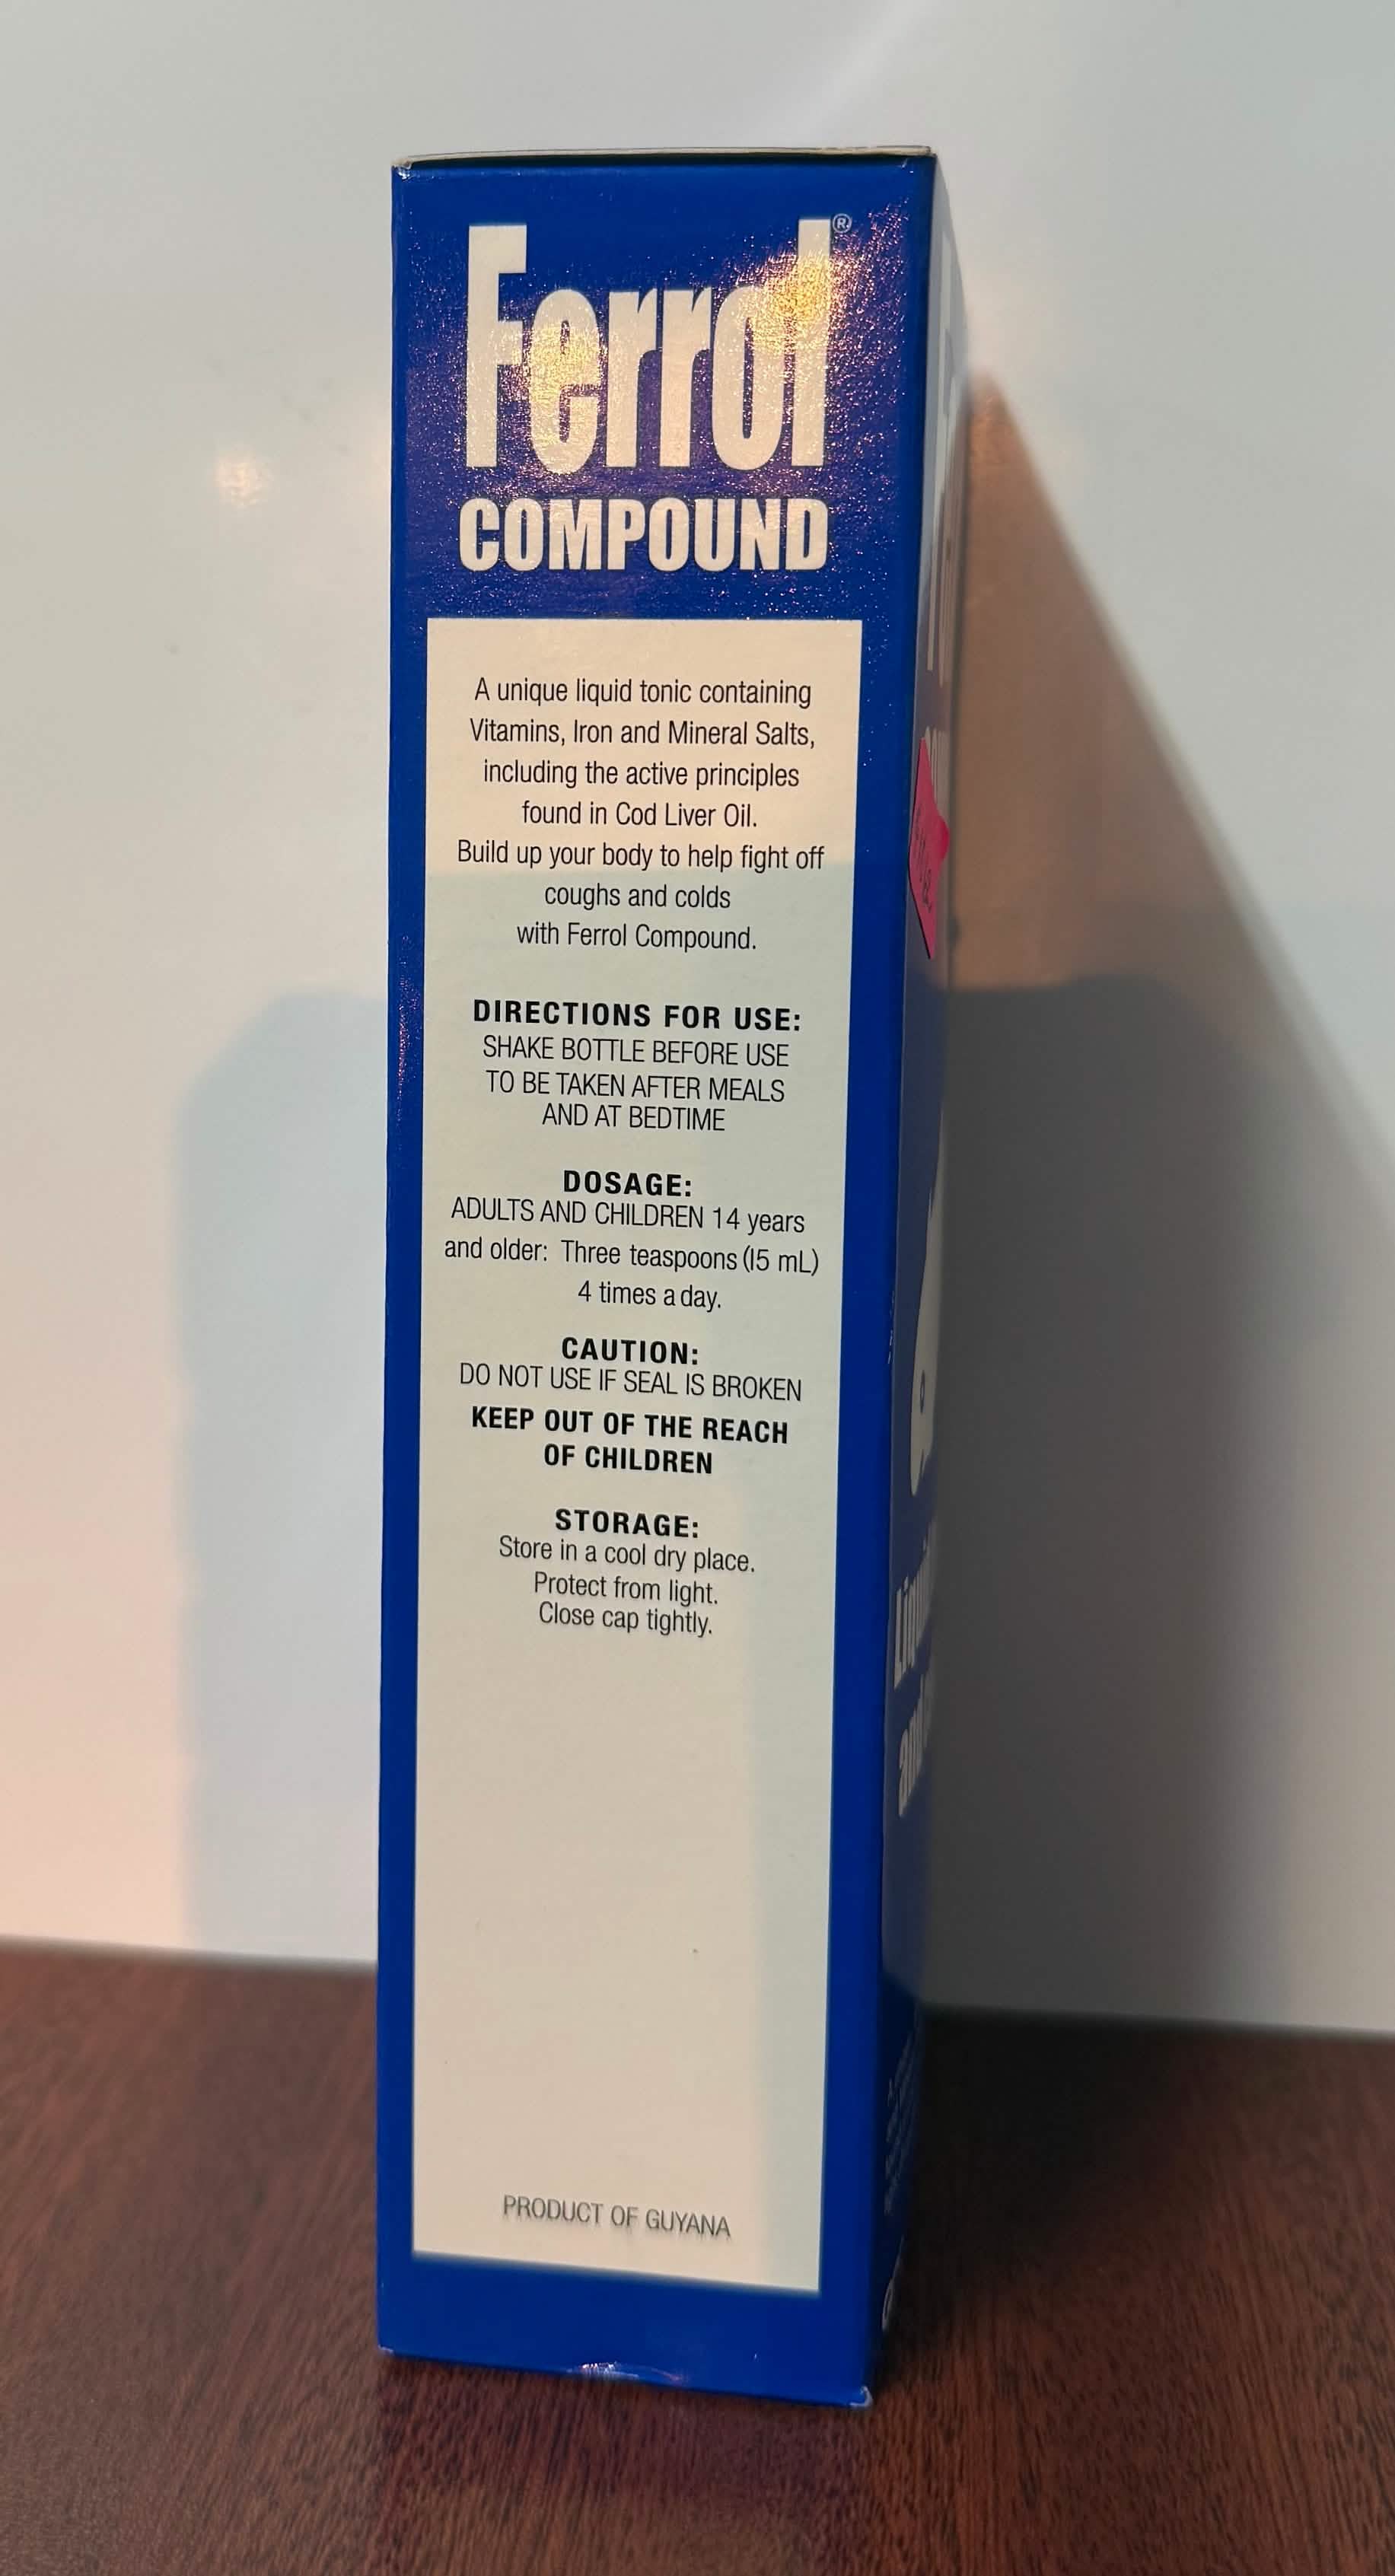 Ferrol®
COMPOUND
A unique liquid tonic containing
Vitamins, Iron and Mineral Salts,
including the active principles
found in Cod Liver Oil.
Build up your body to help fight off
coughs and colds
with Ferrol Compound.
DIRECTIONS FOR USE:
SHAKE BOTTLE BEFORE USE
TO BE TAKEN AFTER MEALS
AND AT BEDTIME
DOSAGE:
ADULTS AND CHILDREN 14 years
and older: Three teaspoons (15 mL)
4 times a day.
CAUTION:
DO NOT USE IF SEAL IS BROKEN
KEEP OUT OF THE REACH
OF CHILDREN
STORAGE:
Store in a cool dry place.
Protect from light.
Close cap tightly.
PRODUCT OF GUYANA